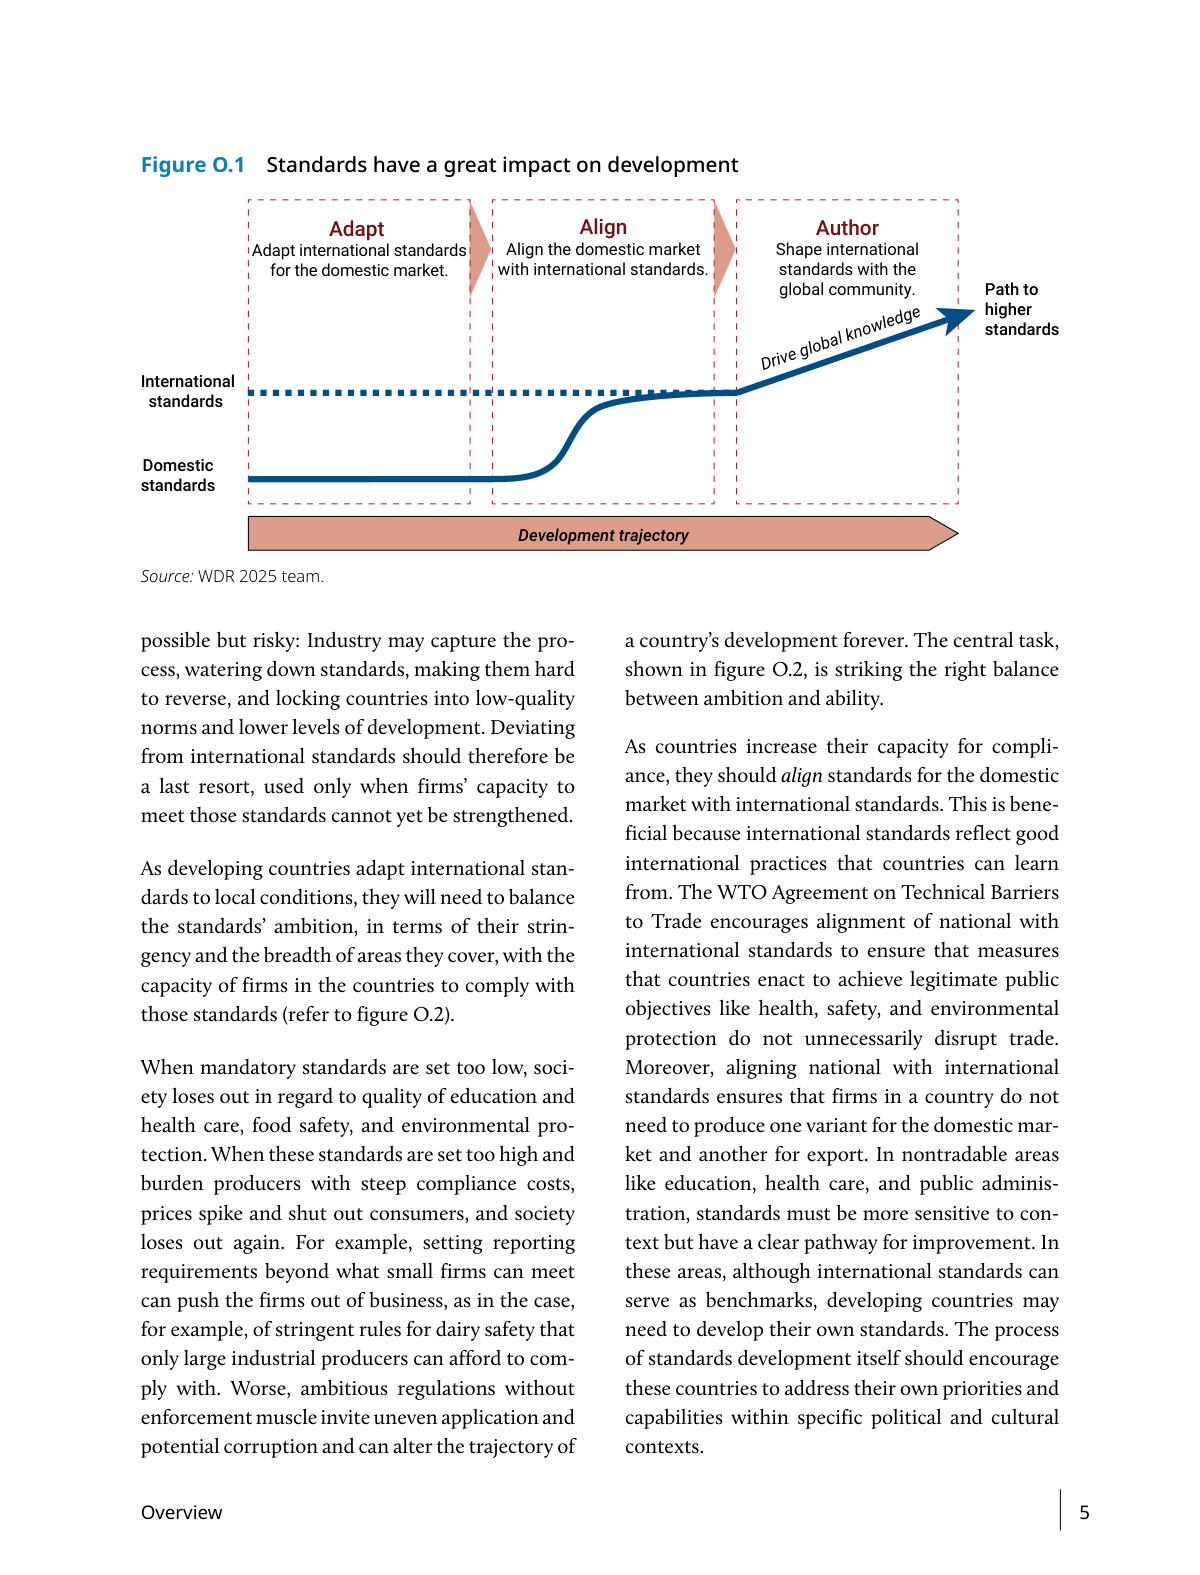 Figure O.1 Standards have a great impact on development
Adapt
Adapt international standards
for the domestic market.
Align
Align the domestic market
with international standards.
Author
Shape international
standards with the
global community.
Path to
higher
standards
Drive global knowledge
International
standards
Domestic
standards
Development trajectory
Source: WDR 2025 team.
possible but risky: Industry may capture the pro-
cess, watering down standards, making them hard
to reverse, and locking countries into low-quality
norms and lower levels of development. Deviating
from international standards should therefore be
a last resort, used only when firms’ capacity to
meet those standards cannot yet be strengthened.
As developing countries adapt international stan-
dards to local conditions, they will need to balance
the standards’ ambition, in terms of their strin-
gency and the breadth of areas they cover, with the
capacity of firms in the countries to comply with
those standards (refer to figure O.2).
When mandatory standards are set too low, soci-
ety loses out in regard to quality of education and
health care, food safety, and environmental pro-
tection. When these standards are set too high and
burden producers with steep compliance costs,
prices spike and shut out consumers, and society
loses out again. For example, setting reporting
requirements beyond what small firms can meet
can push the firms out of business, as in the case,
for example, of stringent rules for dairy safety that
only large industrial producers can afford to com-
ply with. Worse, ambitious regulations without
enforcement muscle invite uneven application and
potential corruption and can alter the trajectory of
a country’s development forever. The central task,
shown in figure O.2, is striking the right balance
between ambition and ability.
As countries increase their capacity for compli-
ance, they should align standards for the domestic
market with international standards. This is bene-
ficial because international standards reflect good
international practices that countries can learn
from. The WTO Agreement on Technical Barriers
to Trade encourages alignment of national with
international standards to ensure that measures
that countries enact to achieve legitimate public
objectives like health, safety, and environmental
protection do not unnecessarily disrupt trade.
Moreover, aligning national with international
standards ensures that firms in a country do not
need to produce one variant for the domestic mar-
ket and another for export. In nontradable areas
like education, health care, and public adminis-
tration, standards must be more sensitive to con-
text but have a clear pathway for improvement. In
these areas, although international standards can
serve as benchmarks, developing countries may
need to develop their own standards. The process
of standards development itself should encourage
these countries to address their own priorities and
capabilities within specific political and cultural
contexts.
Overview
5